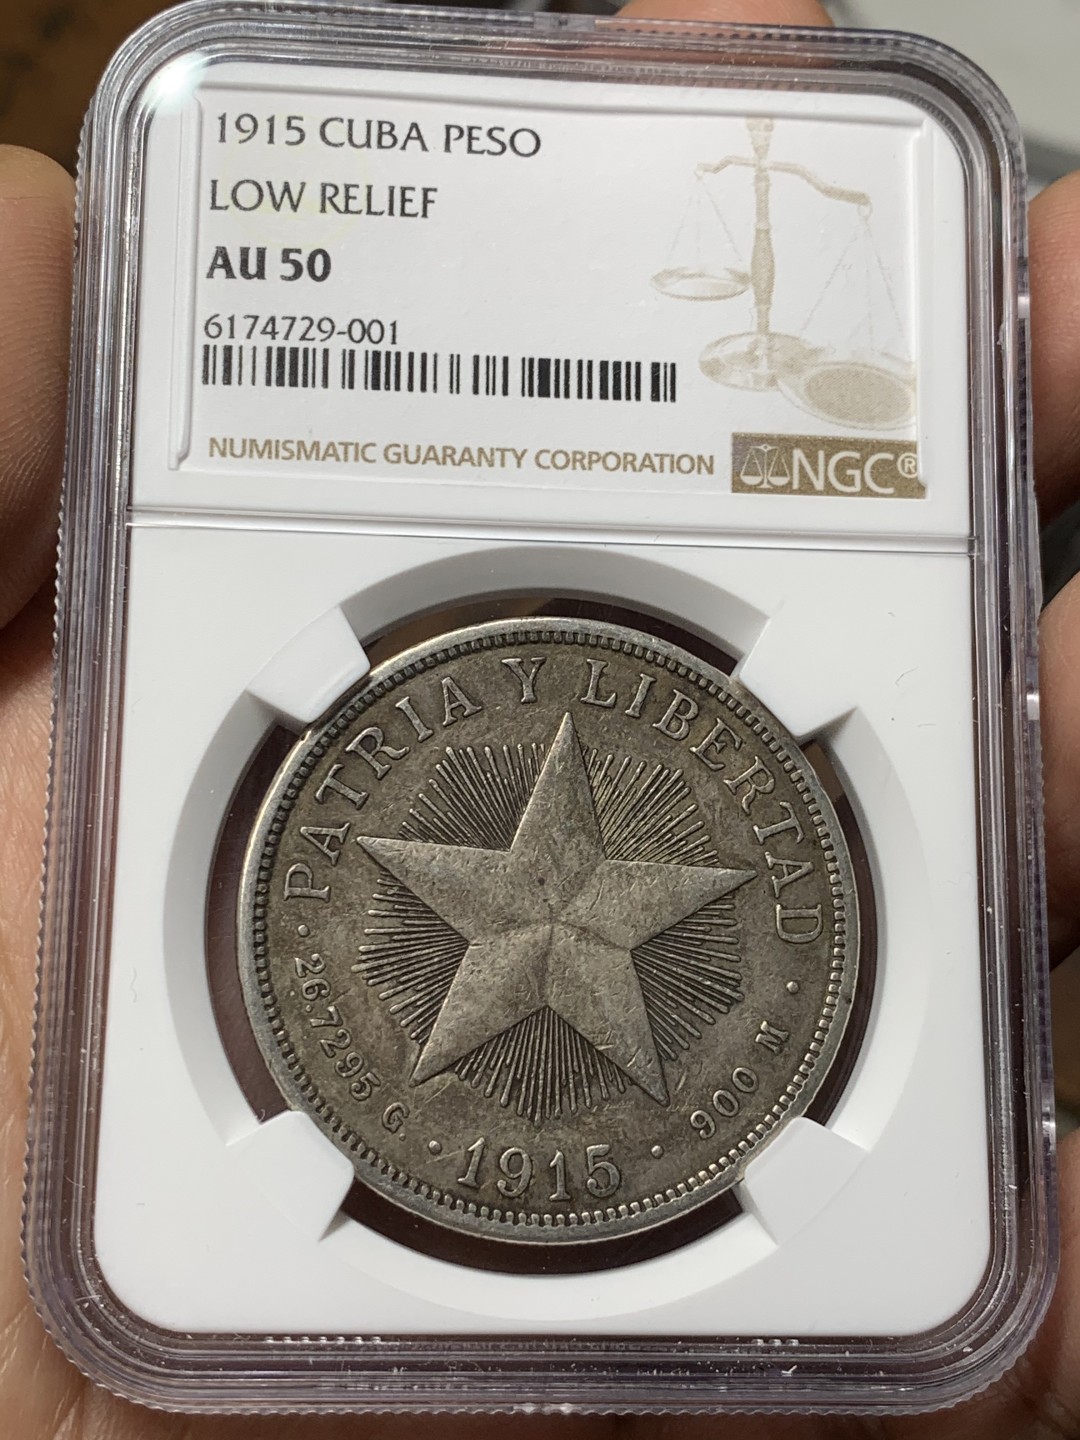 1915 CUBA PESO
LOW RELIEF
AU 50
6174729-001
NUMISMATIC GUARANTY CORPORATION
NGC®
· PATRIA Y LIBERTAD ·
26.7295 G.
· 1915 ·
900 M